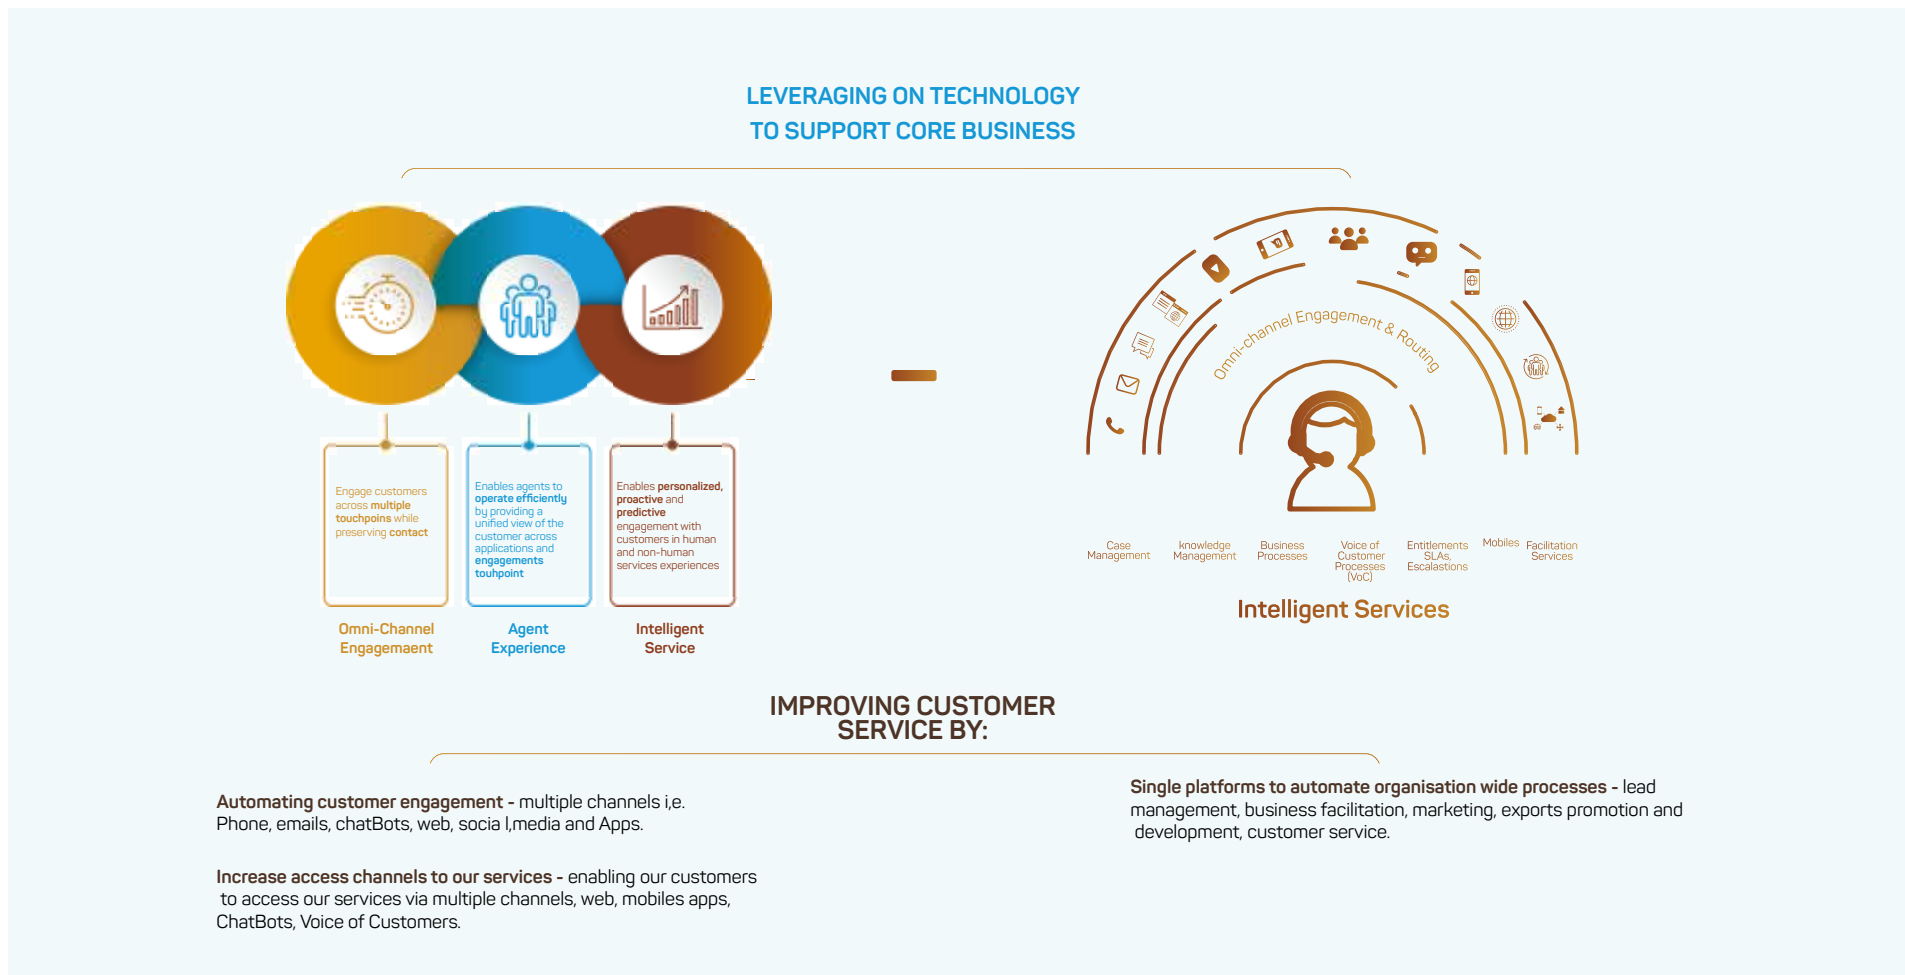 LEVERAGING ON TECHNOLOGY
TO SUPPORT CORE BUSINESS
Engage customers
across multiple
touchpoins while
preserving contact
Omni-Channel
Engagemaent
Enables agents to
operate efficiently
by providing a
unified view of the
customer across
applications and
engagements
touhpoint
Agent
Experience
Enables personalized,
proactive and
predictive
engagement with
customers in human
and non-human
services experiences
Intelligent
Service
Omni-channel Engagement & Routing
Case
Management
knowledge
Management
Business
Processes
Voice of
Customer
Processes
(VoC)
Entitlements
SLAs,
Escalastions
Mobiles
Facilitation
Services
Intelligent Services
IMPROVING CUSTOMER
SERVICE BY:
Automating customer engagement - multiple channels i,e.
Phone, emails, chatBots, web, socia l,media and Apps.
Increase access channels to our services - enabling our customers
to access our services via multiple channels, web, mobiles apps,
ChatBots, Voice of Customers.
Single platforms to automate organisation wide processes - lead
management, business facilitation, marketing, exports promotion and
development, customer service.